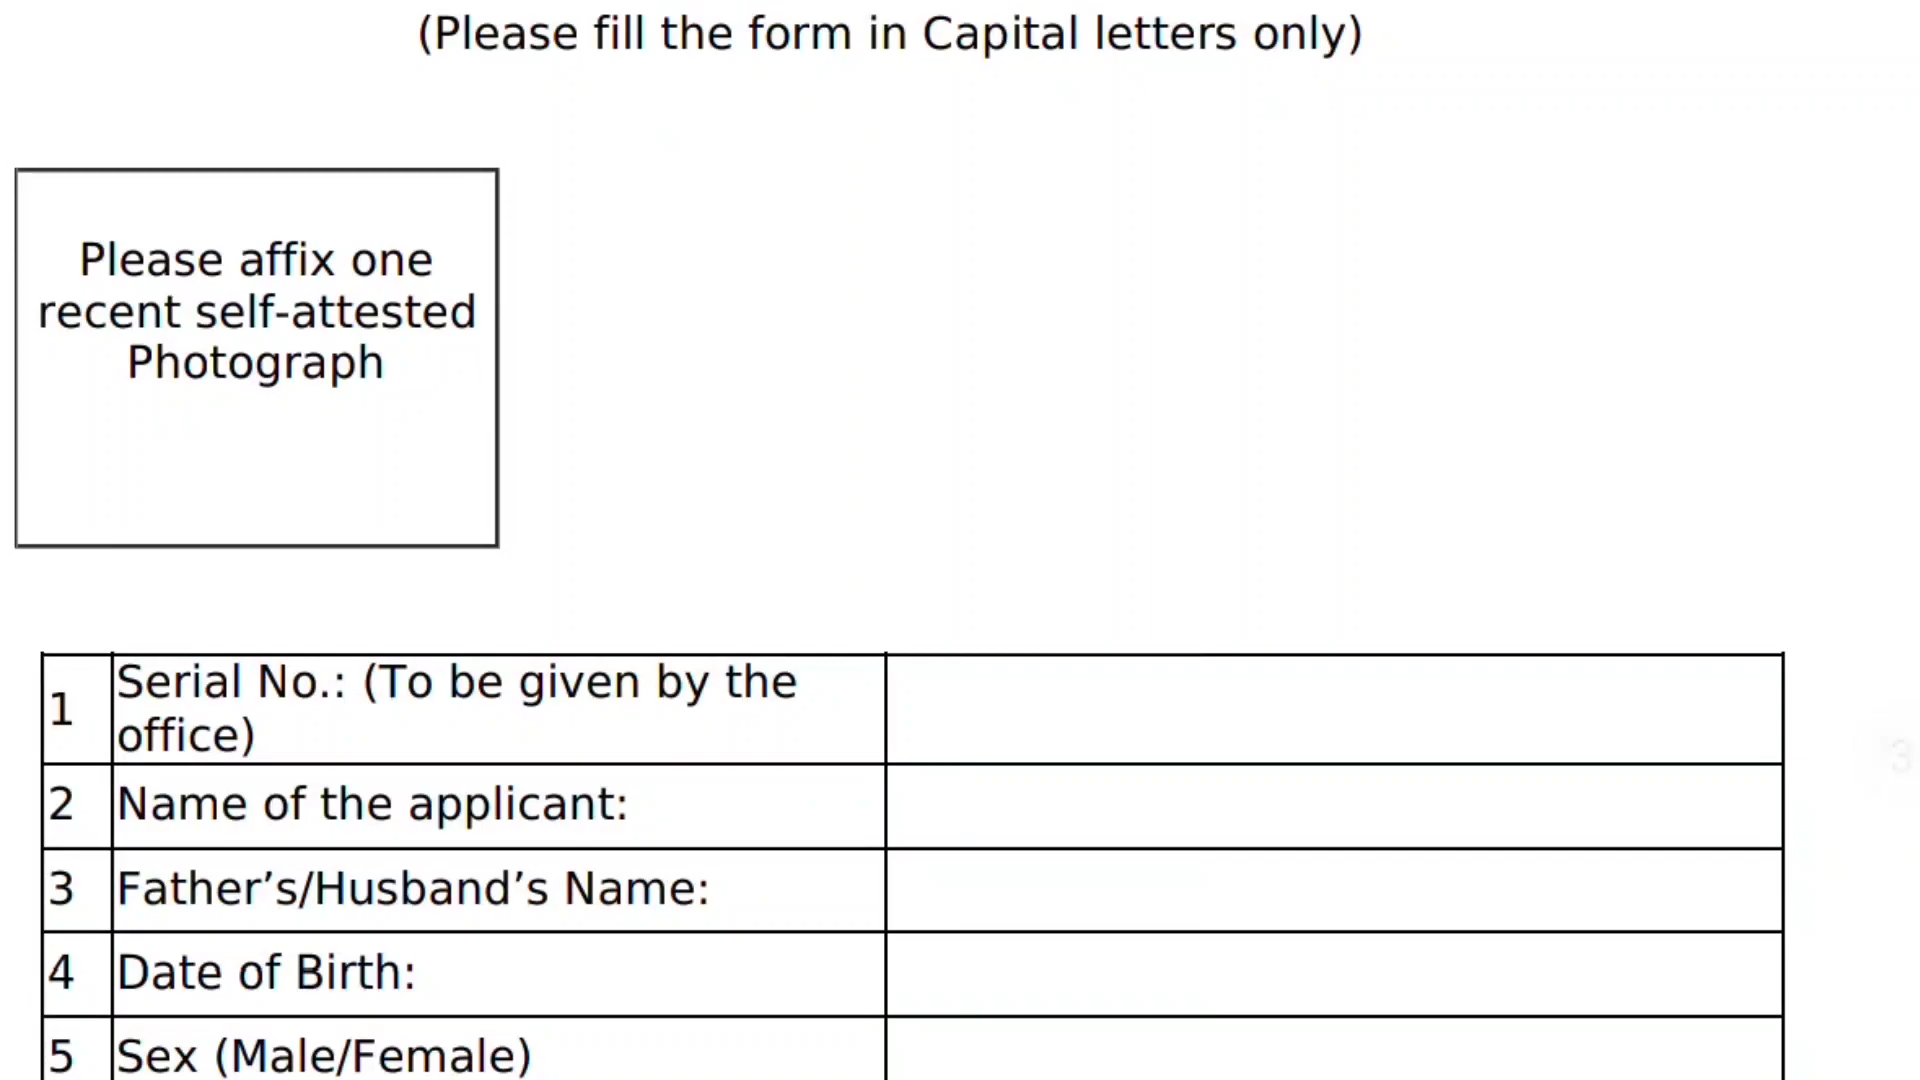 (Please fill the form in Capital letters only)
Please affix one
recent self-attested
Photograph
1 Serial No.: (To be given by the
office)
2 Name of the applicant:
3 Father’s/Husband’s Name:
4 Date of Birth:
5 Sex (Male/Female)
3